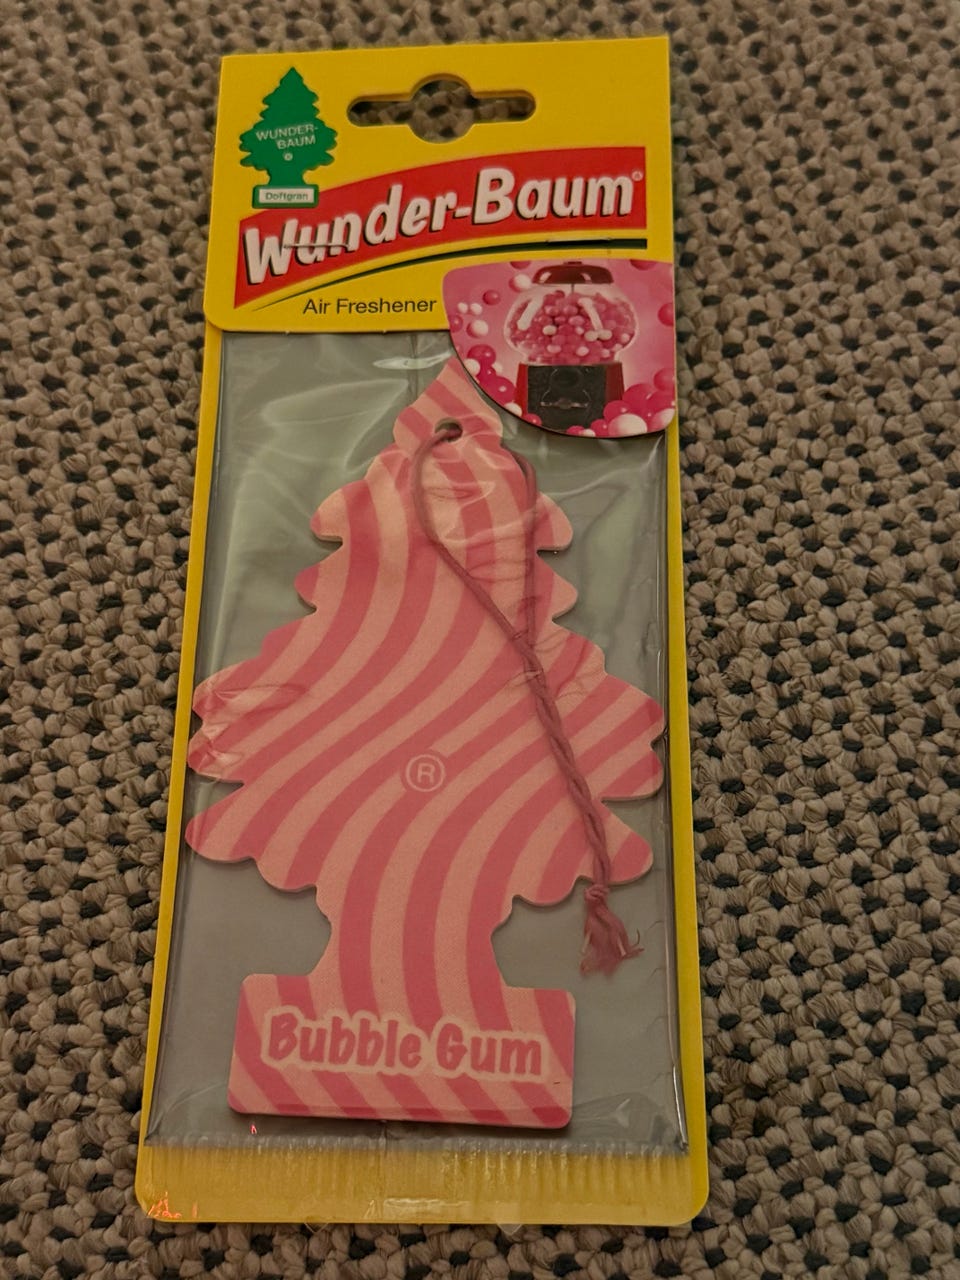 WUNDER-
BAUM
®
Doftgran
Wunder-Baum®
Air Freshener
®
Bubble Gum